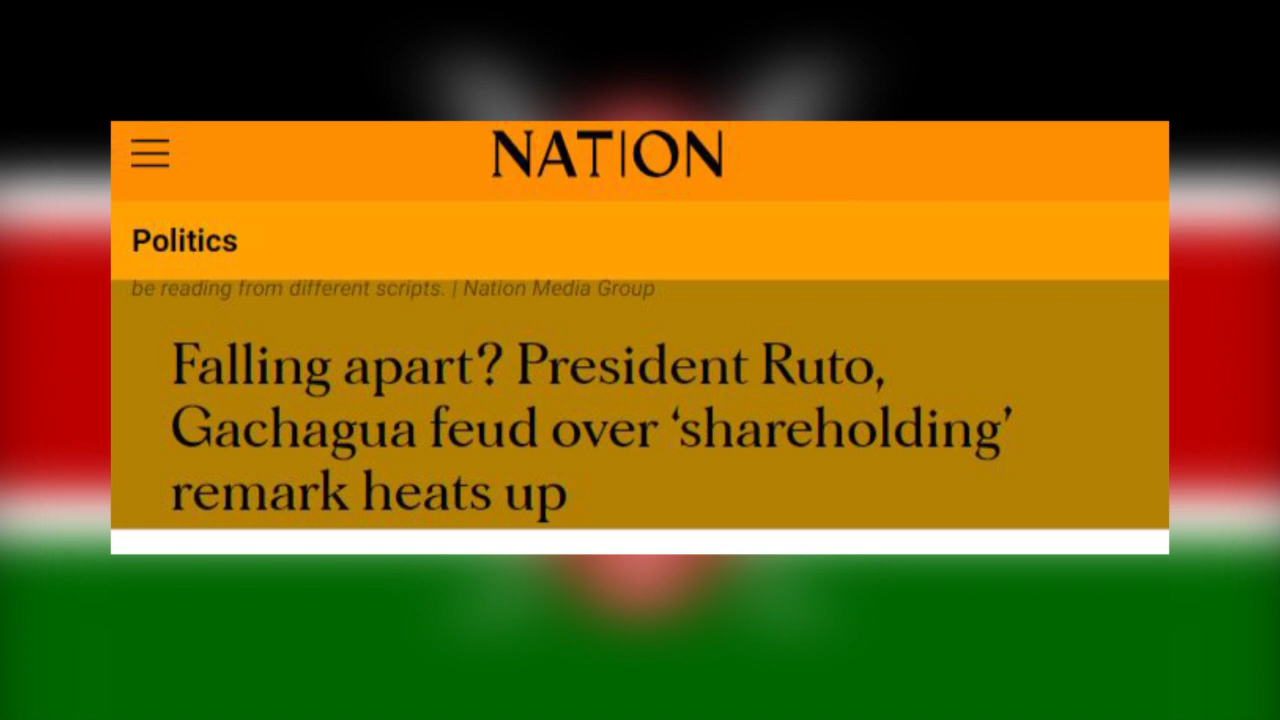 NATION
Politics
be reading from different scripts. | Nation Media Group
Falling apart? President Ruto,
Gachagua feud over ‘shareholding’
remark heats up